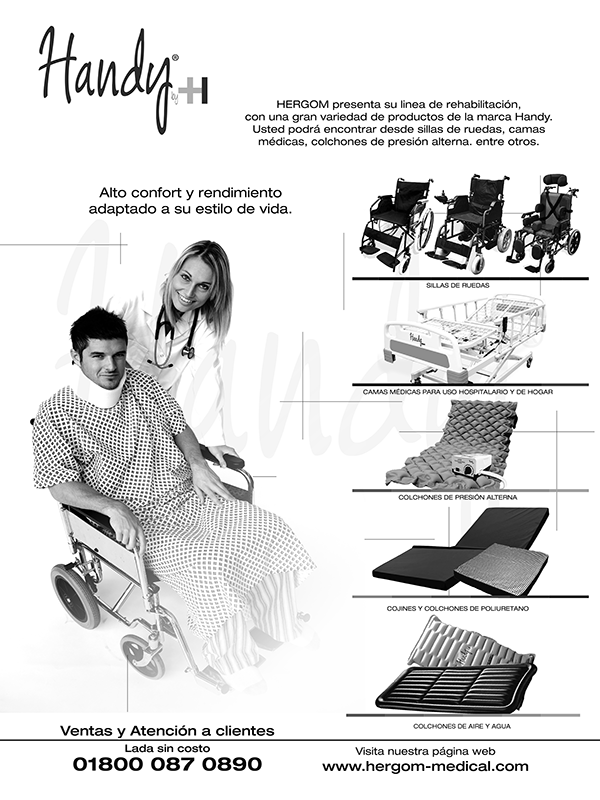 Handy® by H
HERGOM presenta su linea de rehabilitación,
con una gran variedad de productos de la marca Handy.
Usted podrá encontrar desde sillas de ruedas, camas
médicas, colchones de presión alterna. entre otros.
Alto confort y rendimiento
adaptado a su estilo de vida.
SILLAS DE RUEDAS
Handy
CAMAS MÉDICAS PARA USO HOSPITALARIO Y DE HOGAR
COLCHONES DE PRESIÓN ALTERNA
COJINES Y COLCHONES DE POLIURETANO
Handy
COLCHONES DE AIRE Y AGUA
Ventas y Atención a clientes
Lada sin costo
01800 087 0890
Visita nuestra página web
www.hergom-medical.com